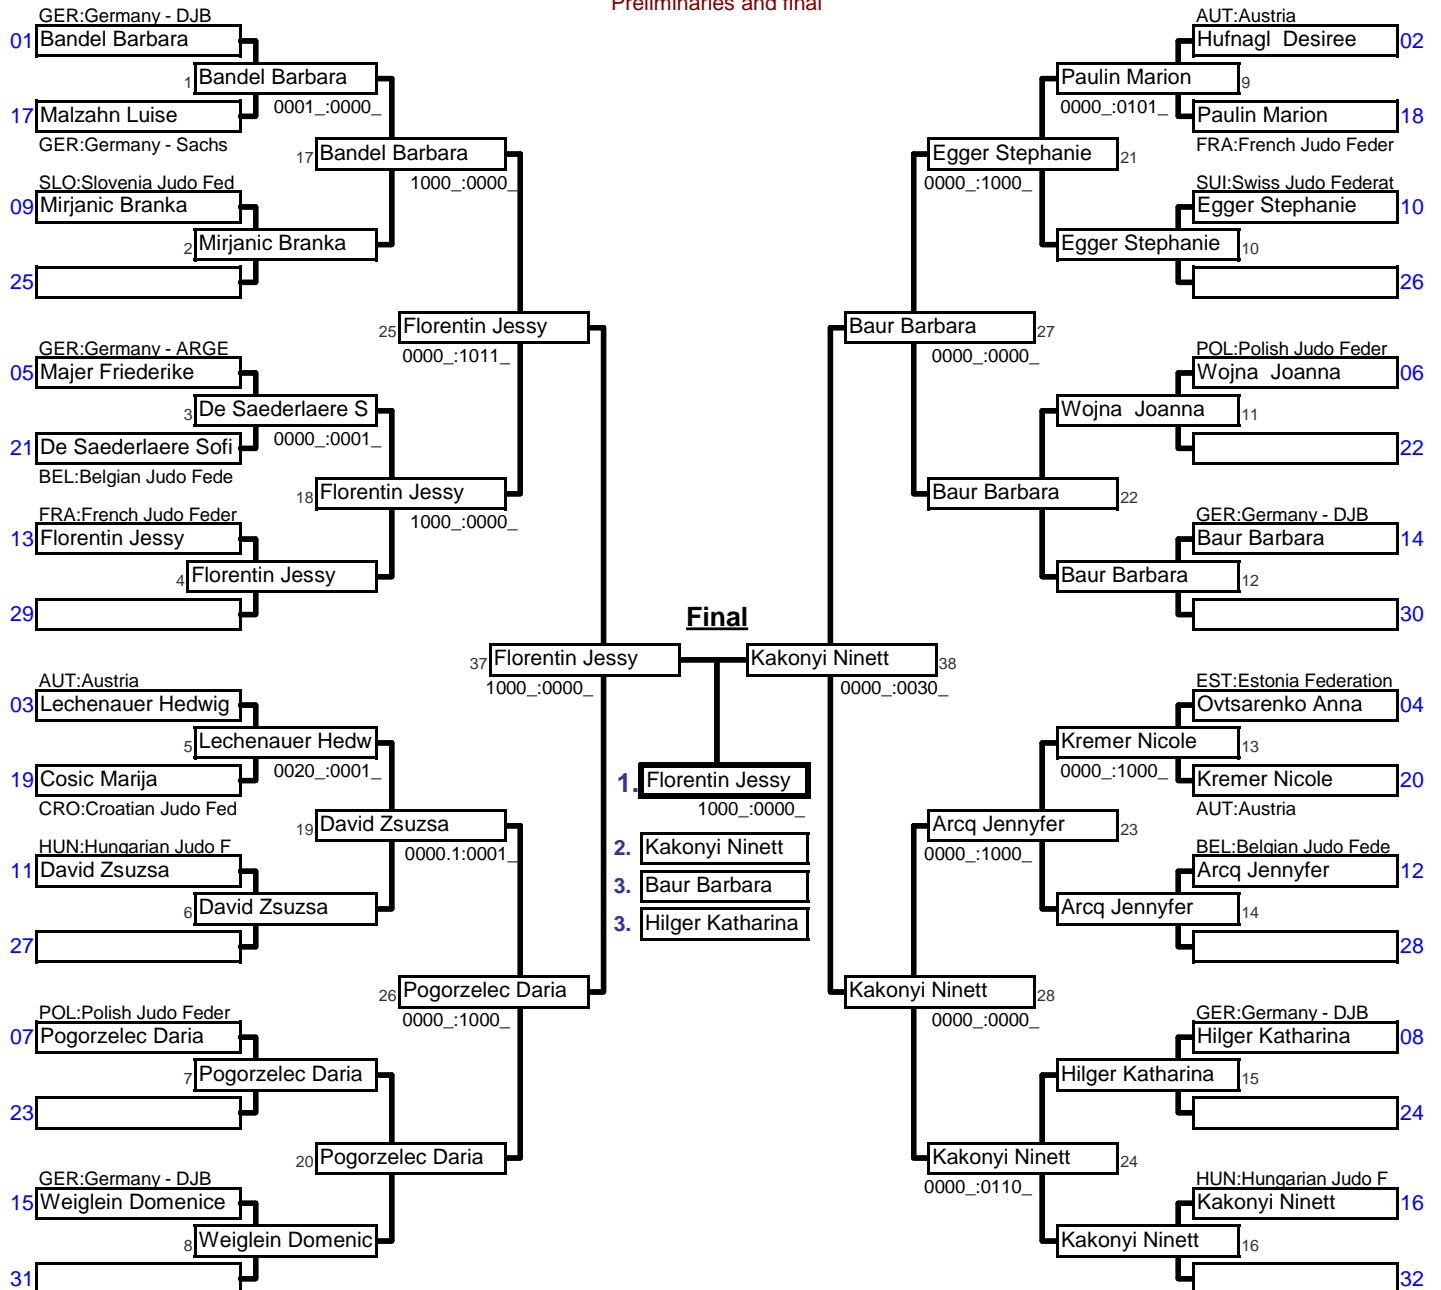 Preliminaries and final
GER:Germany - DJB
01 Bandel Barbara
1 Bandel Barbara
0001_:0000_
17 Malzahn Luise
GER:Germany - Sachs
17 Bandel Barbara
1000_:0000_
SLO:Slovenia Judo Fed
09 Mirjanic Branka
2 Mirjanic Branka
25
25 Florentin Jessy
0000_:1011_
GER:Germany - ARGE
05 Majer Friederike
3 De Saederlaere S
0000_:0001_
21 De Saederlaere Sofi
BEL:Belgian Judo Fede
18 Florentin Jessy
1000_:0000_
FRA:French Judo Feder
13 Florentin Jessy
4 Florentin Jessy
29
37 Florentin Jessy
1000_:0000_
AUT:Austria
03 Lechenauer Hedwig
5 Lechenauer Hedw
0020_:0001_
19 Cosic Marija
CRO:Croatian Judo Fed
19 David Zsuzsa
0000.1:0001_
HUN:Hungarian Judo F
11 David Zsuzsa
6 David Zsuzsa
27
26 Pogorzelec Daria
0000_:1000_
POL:Polish Judo Feder
07 Pogorzelec Daria
7 Pogorzelec Daria
23
20 Pogorzelec Daria
GER:Germany - DJB
15 Weiglein Domenice
8 Weiglein Domenic
31
Final
1. Florentin Jessy
1000_:0000_
2. Kakonyi Ninett
3. Baur Barbara
3. Hilger Katharina
AUT:Austria
Hufnagl  Desiree 02
Paulin Marion 9
0000_:0101_
Paulin Marion 18
FRA:French Judo Feder
Egger Stephanie 21
0000_:1000_
SUI:Swiss Judo Federat
Egger Stephanie 10
Egger Stephanie 10
26
Baur Barbara 27
0000_:0000_
POL:Polish Judo Feder
Wojna  Joanna 06
Wojna  Joanna 11
22
Baur Barbara 22
GER:Germany - DJB
Baur Barbara 14
Baur Barbara 12
30
Kakonyi Ninett 38
0000_:0030_
EST:Estonia Federation
Ovtsarenko Anna 04
Kremer Nicole 13
0000_:1000_
Kremer Nicole 20
AUT:Austria
Arcq Jennyfer 23
0000_:1000_
BEL:Belgian Judo Fede
Arcq Jennyfer 12
Arcq Jennyfer 14
28
Kakonyi Ninett 28
0000_:0000_
GER:Germany - DJB
Hilger Katharina 08
Hilger Katharina 15
24
Kakonyi Ninett 24
0000_:0110_
HUN:Hungarian Judo F
Kakonyi Ninett 16
Kakonyi Ninett 16
32